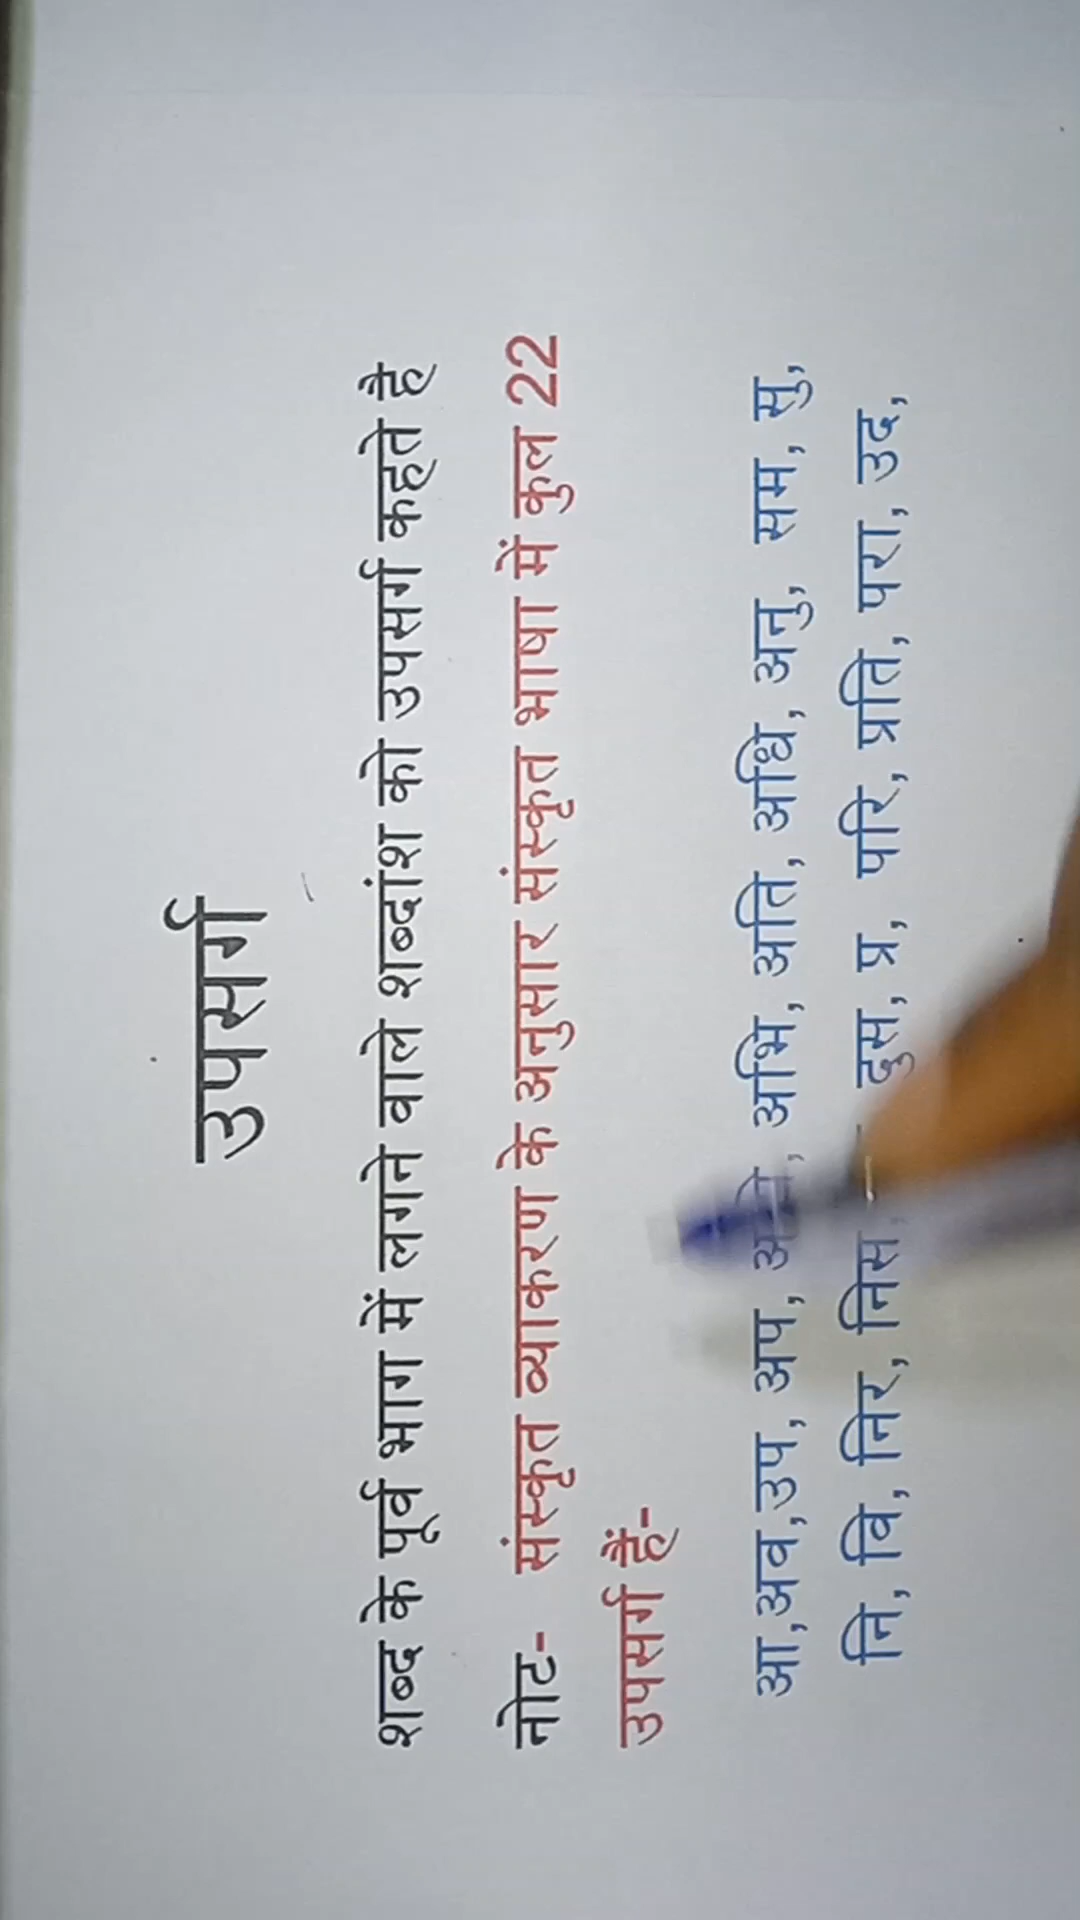 उपसर्ग
शब्द के पूर्व भाग में लगने वाले शब्दांश को उपसर्ग कहते है
नोट- संस्कृत व्याकरण के अनुसार संस्कृत भाषा में कुल 22
उपसर्ग हैं-
आ,अव,उप, अप, अभि, अति, अधि, अनु, सम, सु,
नि, वि, निर, निस, दुस, प्र, परि, प्रति, परा, उद,